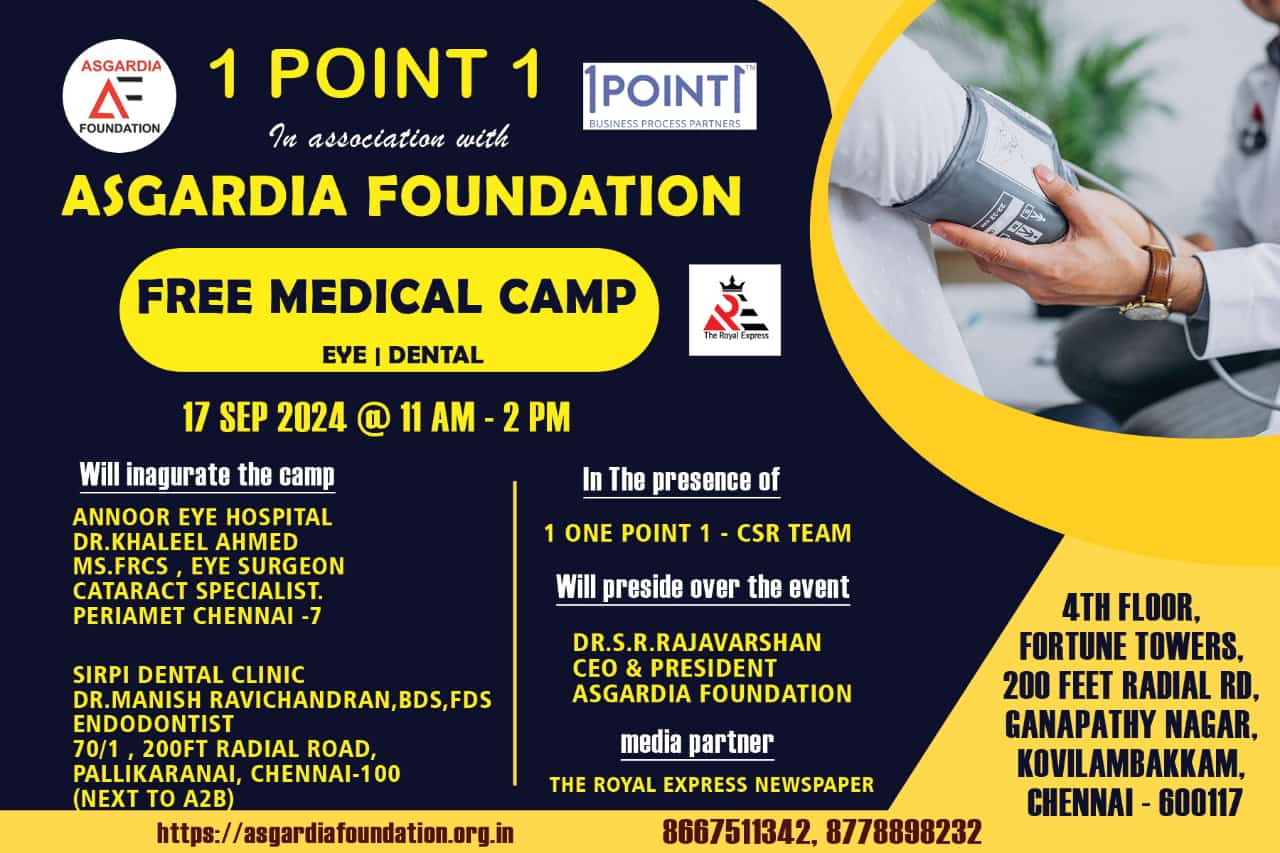 ASGARDIA
AF
FOUNDATION
1 POINT 1
1POINT1™
BUSINESS PROCESS PARTNERS
In association with
ASGARDIA FOUNDATION
FREE MEDICAL CAMP
EYE | DENTAL
RE
The Royal Express
17 SEP 2024 @ 11 AM - 2 PM
Will inagurate the camp
ANNOOR EYE HOSPITAL
DR.KHALEEL AHMED
MS.FRCS , EYE SURGEON
CATARACT SPECIALIST.
PERIAMET CHENNAI -7
SIRPI DENTAL CLINIC
DR.MANISH RAVICHANDRAN,BDS,FDS
ENDODONTIST
70/1 , 200FT RADIAL ROAD,
PALLIKARANAI, CHENNAI-100
(NEXT TO A2B)
In The presence of
1 ONE POINT 1 - CSR TEAM
Will preside over the event
DR.S.R.RAJAVARSHAN
CEO & PRESIDENT
ASGARDIA FOUNDATION
media partner
THE ROYAL EXPRESS NEWSPAPER
4TH FLOOR,
FORTUNE TOWERS,
200 FEET RADIAL RD,
GANAPATHY NAGAR,
KOVILAMBAKKAM,
CHENNAI - 600117
https://asgardiafoundation.org.in
8667511342, 8778898232